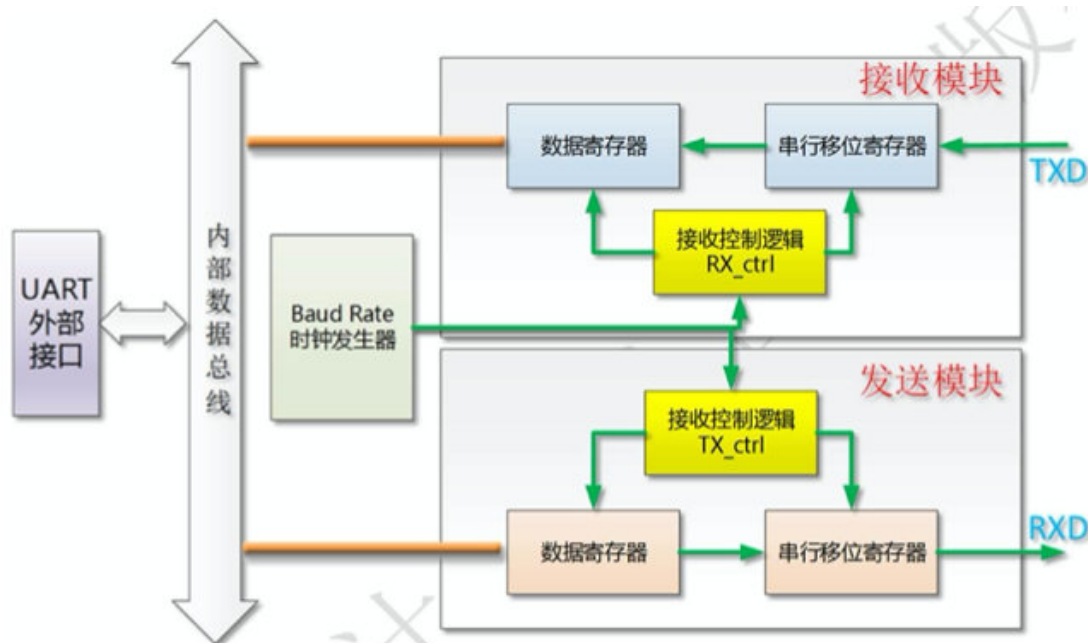 接收模块
数据寄存器
串行移位寄存器
TXD
接收控制逻辑
RX_ctrl
内部数据总线
UART
外部
接口
Baud Rate
时钟发生器
发送模块
接收控制逻辑
TX_ctrl
数据寄存器
串行移位寄存器
RXD
版